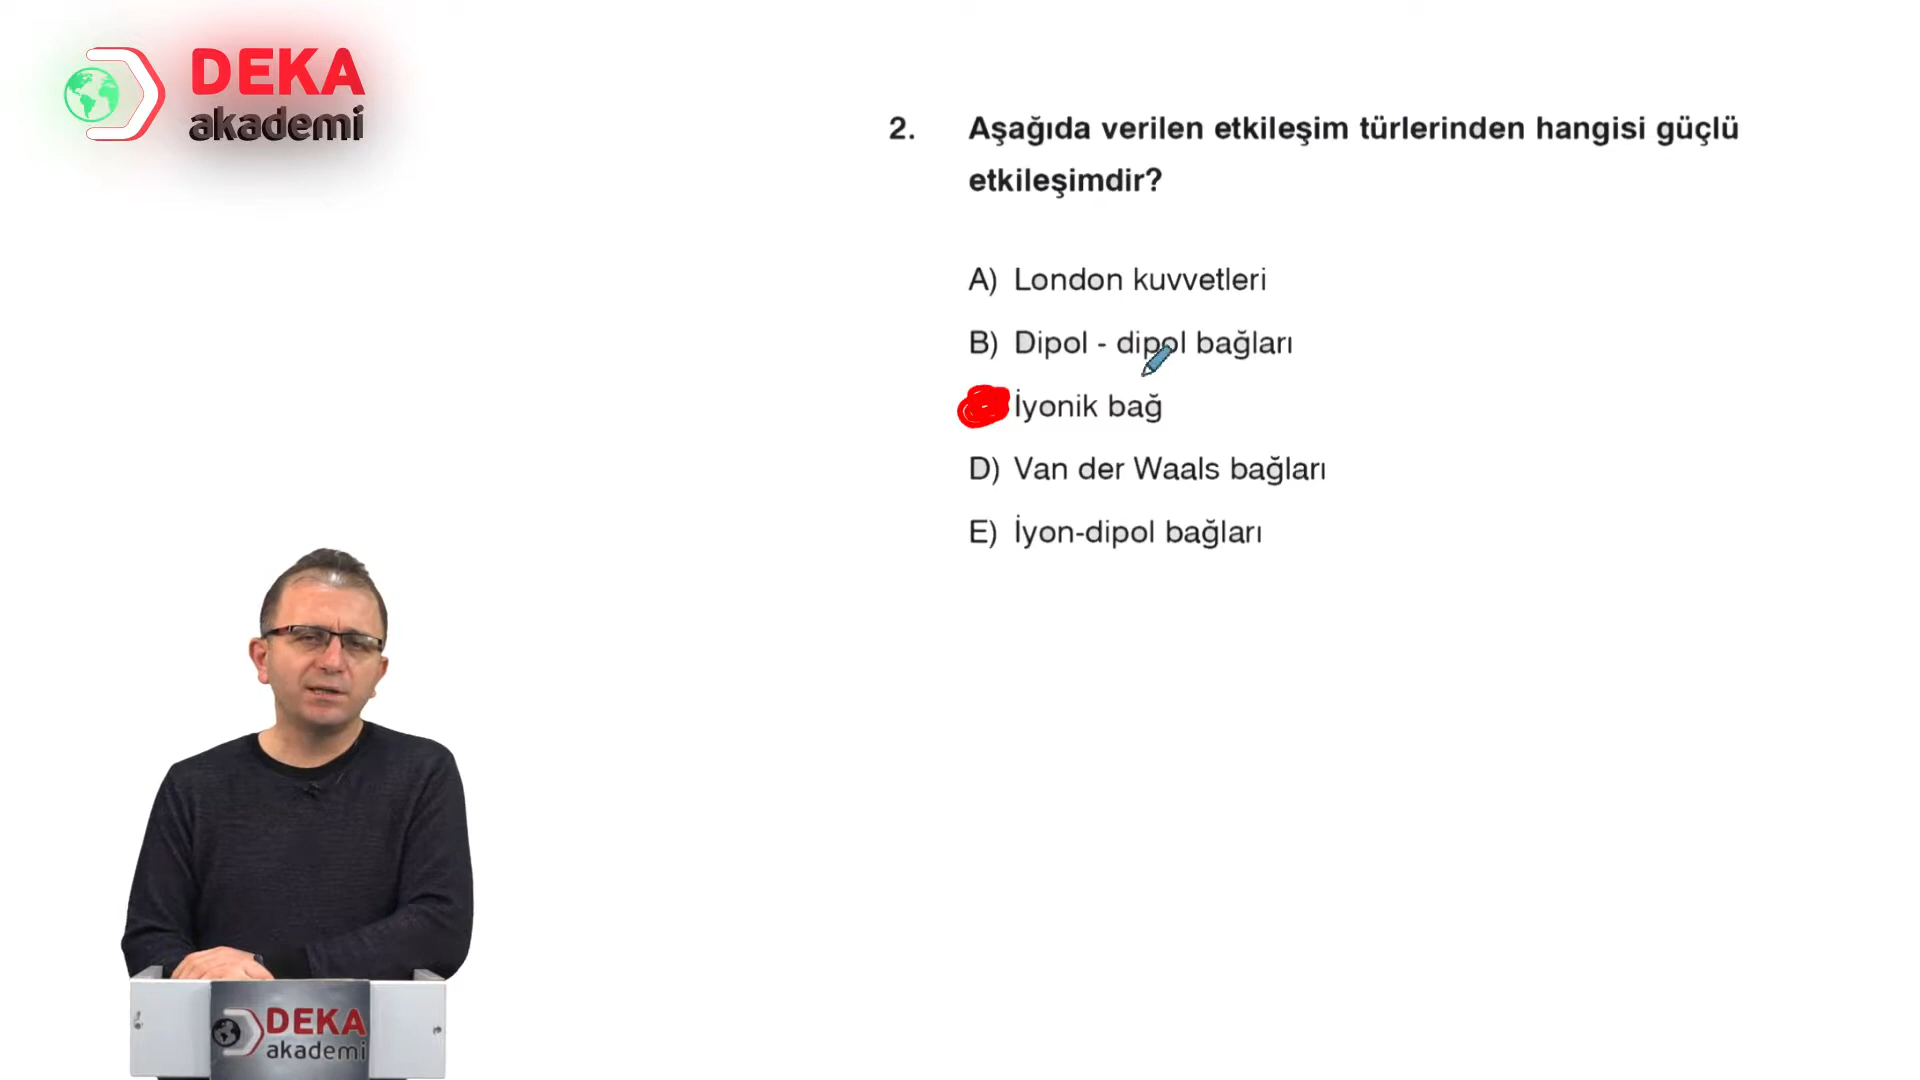 DEKA
akademi
2. Aşağıda verilen etkileşim türlerinden hangisi güçlü
etkileşimdir?
A) London kuvvetleri
B) Dipol - dipol bağları
İyonik bağ
D) Van der Waals bağları
E) İyon-dipol bağları
DEKA
akademi